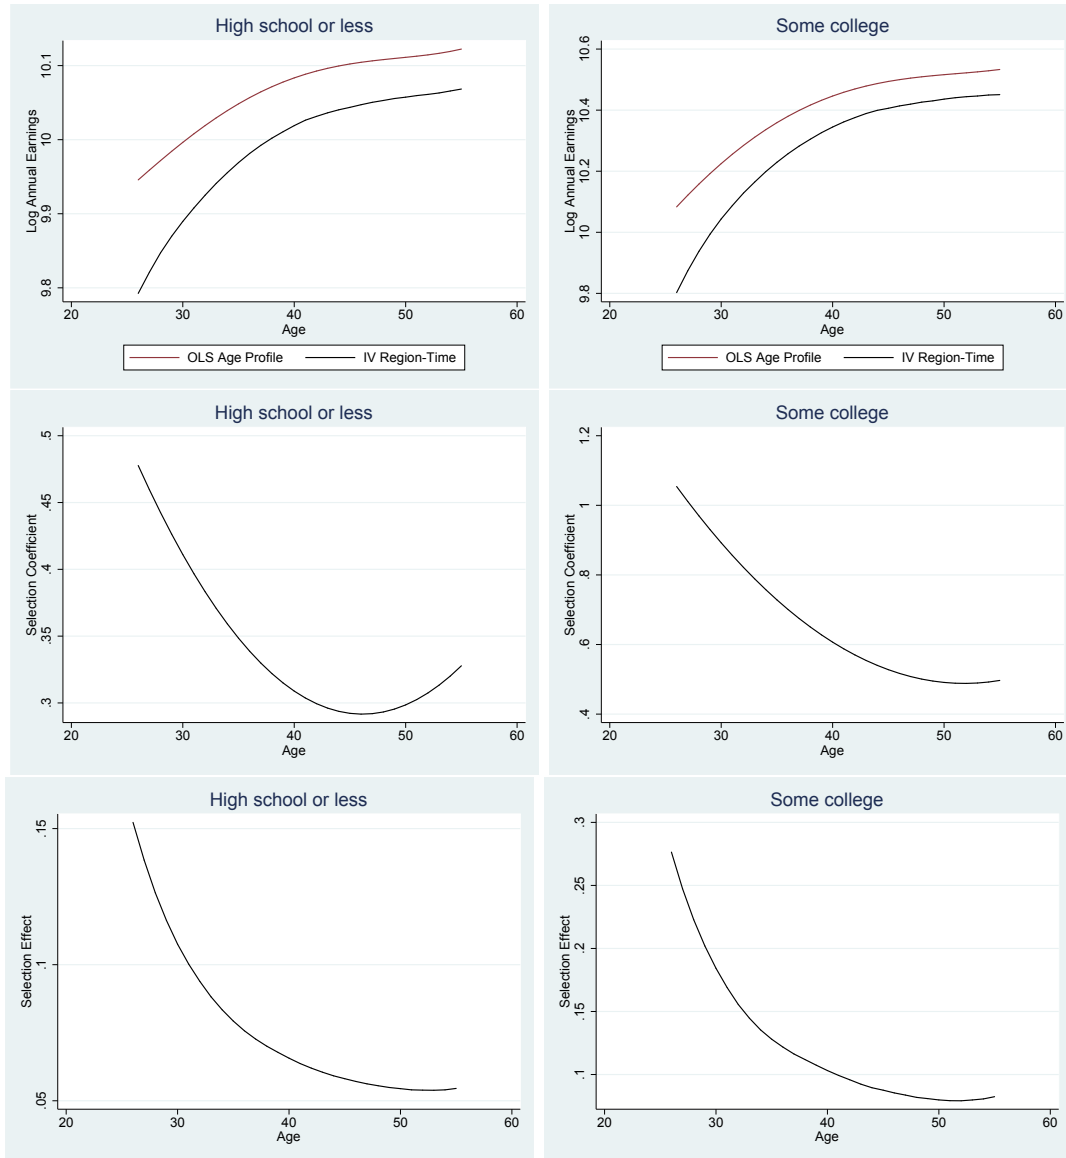 High school or less
Log Annual Earnings
10.1
10
9.9
9.8
20 30 40 50 60
Age
OLS Age Profile IV Region-Time
Some college
Log Annual Earnings
10.6
10.4
10.2
10
9.8
20 30 40 50 60
Age
OLS Age Profile IV Region-Time
High school or less
Selection Coefficient
.5
.45
.4
.35
.3
20 30 40 50 60
Age
Some college
Selection Coefficient
1.2
1
.8
.6
.4
20 30 40 50 60
Age
High school or less
Selection Effect
.15
.1
.05
20 30 40 50 60
Age
Some college
Selection Effect
.3
.25
.2
.15
.1
20 30 40 50 60
Age